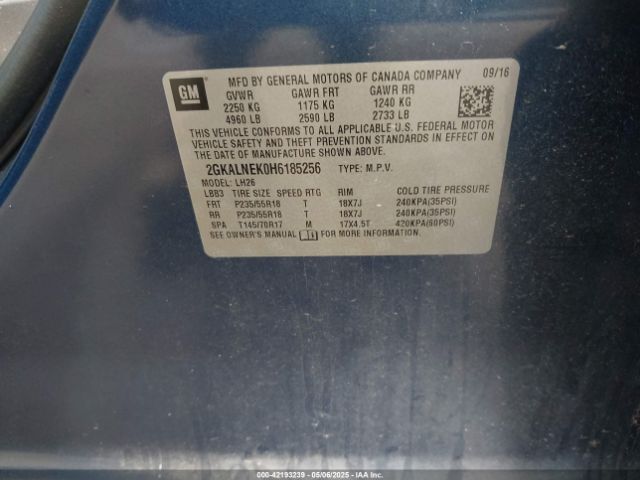 GM
MFD BY GENERAL MOTORS OF CANADA COMPANY 09/16
GVWR GAWR FRT GAWR RR
2250 KG 1175 KG 1240 KG
4960 LB 2590 LB 2733 LB
THIS VEHICLE CONFORMS TO ALL APPLICABLE U.S. FEDERAL MOTOR
VEHICLE SAFETY AND THEFT PREVENTION STANDARDS IN EFFECT ON
THE DATE OF MANUFACTURE SHOWN ABOVE.
2GKALNEK0H6185256 TYPE: M.P.V.
MODEL: LH26
LBB3 TIRE SIZE SPEED RTG RIM COLD TIRE PRESSURE
FRT P235/55R18 T 18X7J 240KPA(35PSI)
RR P235/55R18 T 18X7J 240KPA(35PSI)
SPA T145/70R17 M 17X4.5T 420KPA(60PSI)
SEE OWNER'S MANUAL FOR MORE INFORMATION.
000-42193239 - 05/06/2025 - IAA Holdings, LLC.